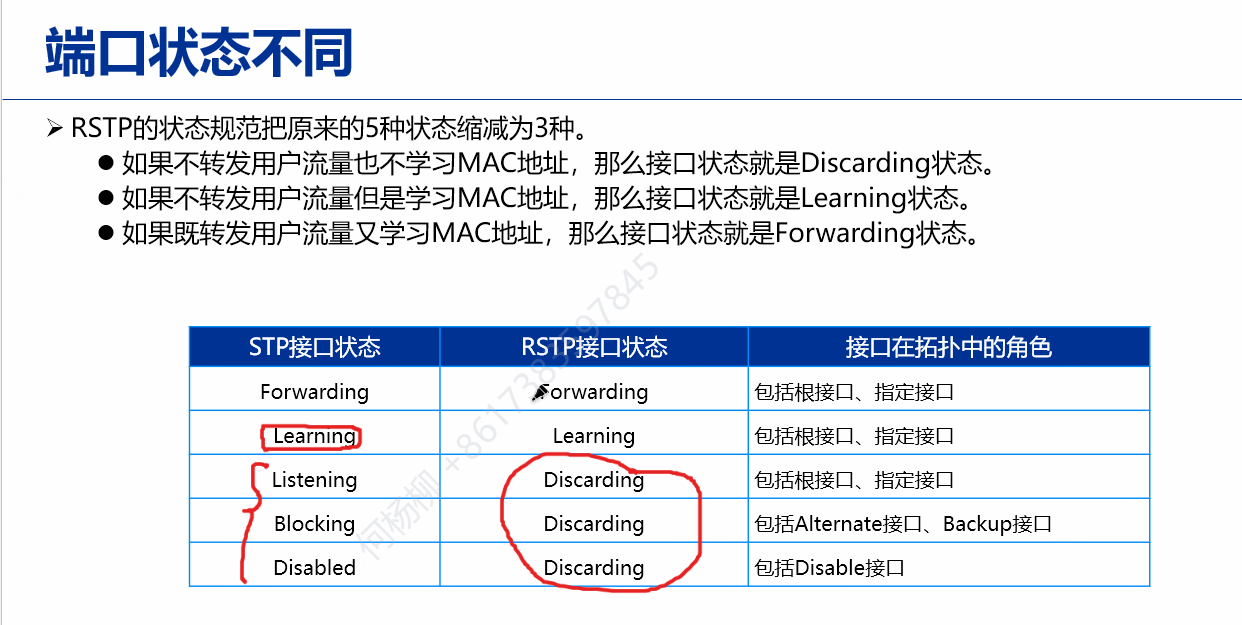 端口状态不同
➢ RSTP的状态规范把原来的5种状态缩减为3种。
● 如果不转发用户流量也不学习MAC地址，那么接口状态就是Discarding状态。
● 如果不转发用户流量但是学习MAC地址，那么接口状态就是Learning状态。
● 如果既转发用户流量又学习MAC地址，那么接口状态就是Forwarding状态。
STP接口状态 RSTP接口状态 接口在拓扑中的角色
Forwarding Forwarding 包括根接口、指定接口
Learning Learning 包括根接口、指定接口
Listening Discarding 包括根接口、指定接口
Blocking Discarding 包括Alternate接口、Backup接口
Disabled Discarding 包括Disable接口